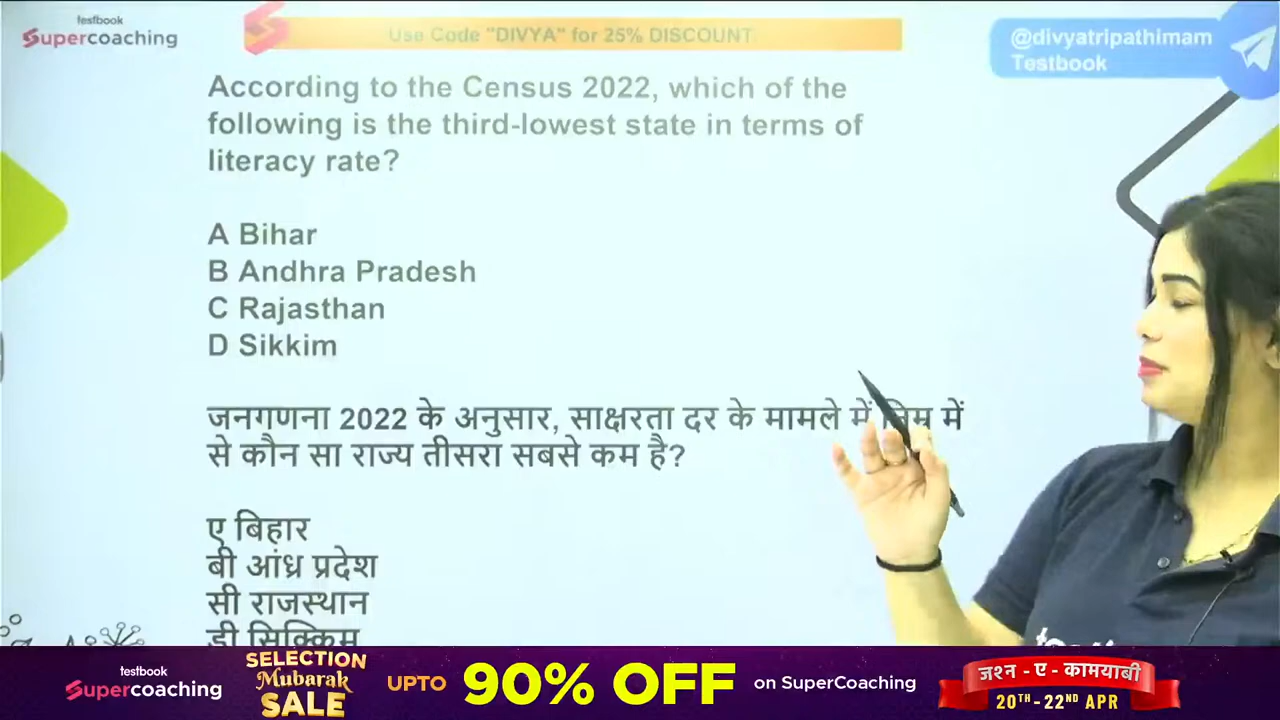 testbook
Supercoaching
Use Code "DIVYA" for 25% DISCOUNT
@divyatripathimam
Testbook
According to the Census 2022, which of the
following is the third-lowest state in terms of
literacy rate?
A Bihar
B Andhra Pradesh
C Rajasthan
D Sikkim
जनगणना 2022 के अनुसार, साक्षरता दर के मामले में निम्न में
से कौन सा राज्य तीसरा सबसे कम है?
ए बिहार
बी आंध्र प्रदेश
सी राजस्थान
डी सिक्किम
testbook
Supercoaching
SELECTION
Mubarak
SALE
UPTO 90% OFF on SuperCoaching
जश्न - ए - कामयाबी
20TH - 22ND APR